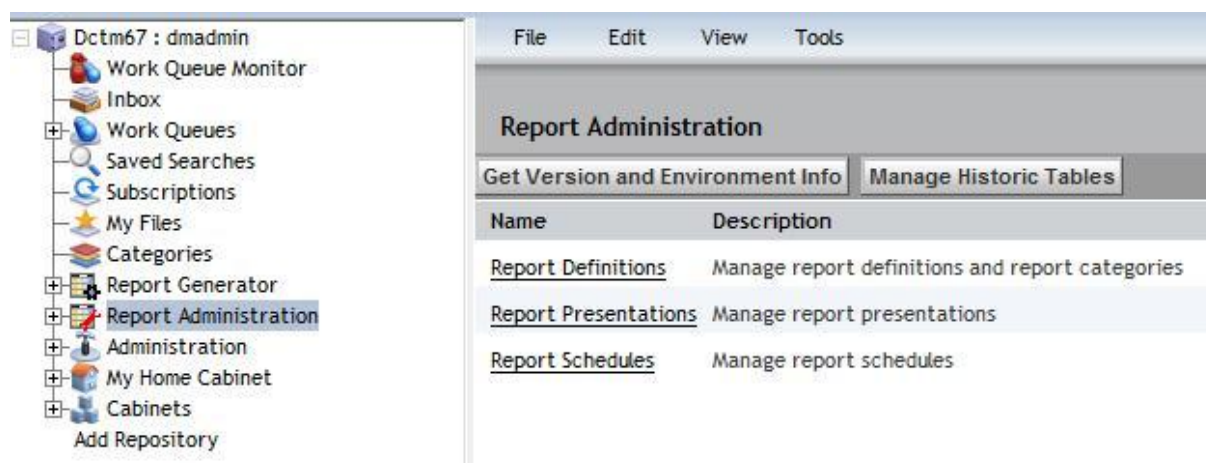 Dctm67 : dmadmin
Work Queue Monitor
Inbox
Work Queues
Saved Searches
Subscriptions
My Files
Categories
Report Generator
Report Administration
Administration
My Home Cabinet
Cabinets
Add Repository
File Edit View Tools
Report Administration
Get Version and Environment Info Manage Historic Tables
Name Description
Report Definitions Manage report definitions and report categories
Report Presentations Manage report presentations
Report Schedules Manage report schedules